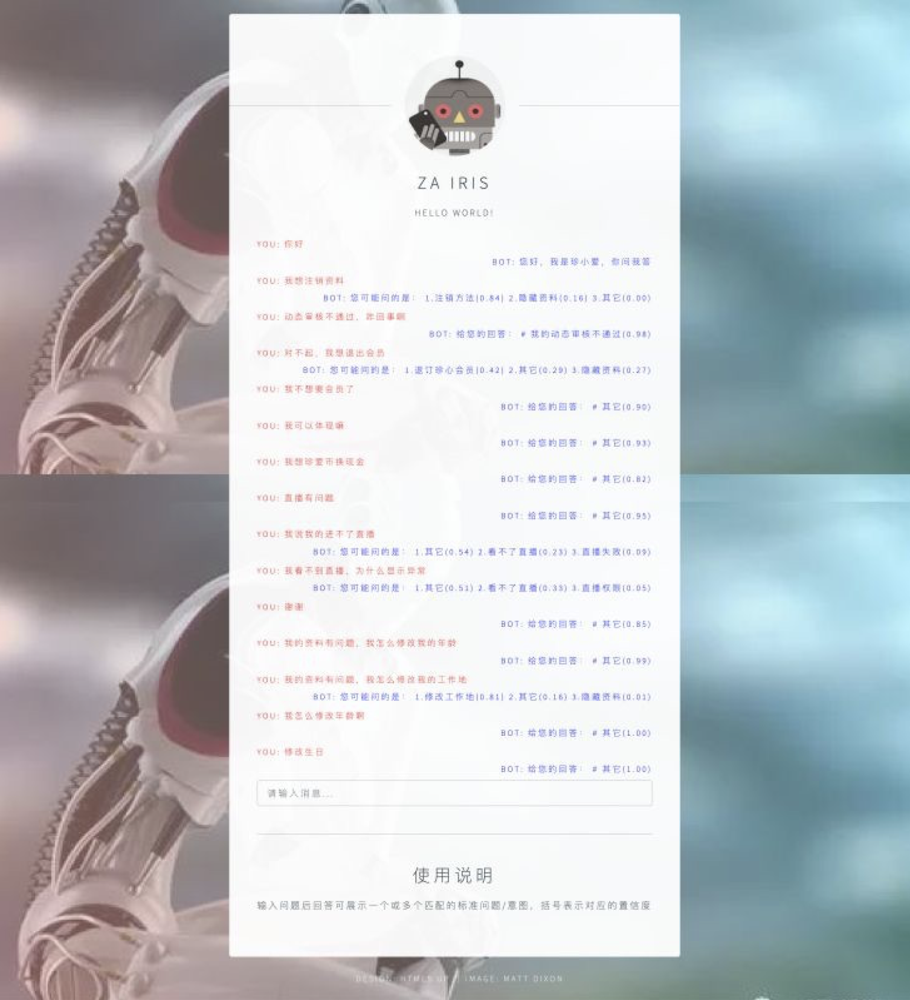 ZA IRIS
HELLO WORLD!
YOU: 你好
BOT: 您好，我是珍小爱，你问我答
YOU: 我想注销资料
BOT: 您可能问的是： 1.注销方法(0.84) 2.隐藏资料(0.16) 3.其它(0.00)
YOU: 动态审核不通过，咋回事啊
BOT: 给您的回答： # 我的动态审核不通过(0.98)
YOU: 对不起，我想退出会员
BOT: 您可能问的是： 1.退订珍心会员(0.42) 2.其它(0.29) 3.隐藏资料(0.27)
YOU: 我不想要会员了
BOT: 给您的回答： # 其它(0.90)
YOU: 我可以体现嘛
BOT: 给您的回答： # 其它(0.93)
YOU: 我想珍爱币换现金
BOT: 给您的回答： # 其它(0.82)
YOU: 直播有问题
BOT: 给您的回答： # 其它(0.95)
YOU: 我说我的进不了直播
BOT: 您可能问的是： 1.其它(0.54) 2.看不了直播(0.23) 3.直播失败(0.09)
YOU: 我看不到直播，为什么显示异常
BOT: 您可能问的是： 1.其它(0.51) 2.看不了直播(0.33) 3.直播权限(0.05)
YOU: 谢谢
BOT: 给您的回答： # 其它(0.85)
YOU: 我的资料有问题，我怎么修改我的年龄
BOT: 给您的回答： # 其它(0.99)
YOU: 我的资料有问题，我怎么修改我的工作地
BOT: 您可能问的是： 1.修改工作地(0.81) 2.其它(0.16) 3.隐藏资料(0.01)
YOU: 我怎么修改年龄啊
BOT: 给您的回答： # 其它(1.00)
YOU: 修改生日
BOT: 给您的回答： # 其它(1.00)
请输入消息...
使用说明
输入问题后回答可展示一个或多个匹配的标准问题/意图，括号表示对应的置信度
DESIGN: HTML5 UP | IMAGE: MATT DIXON